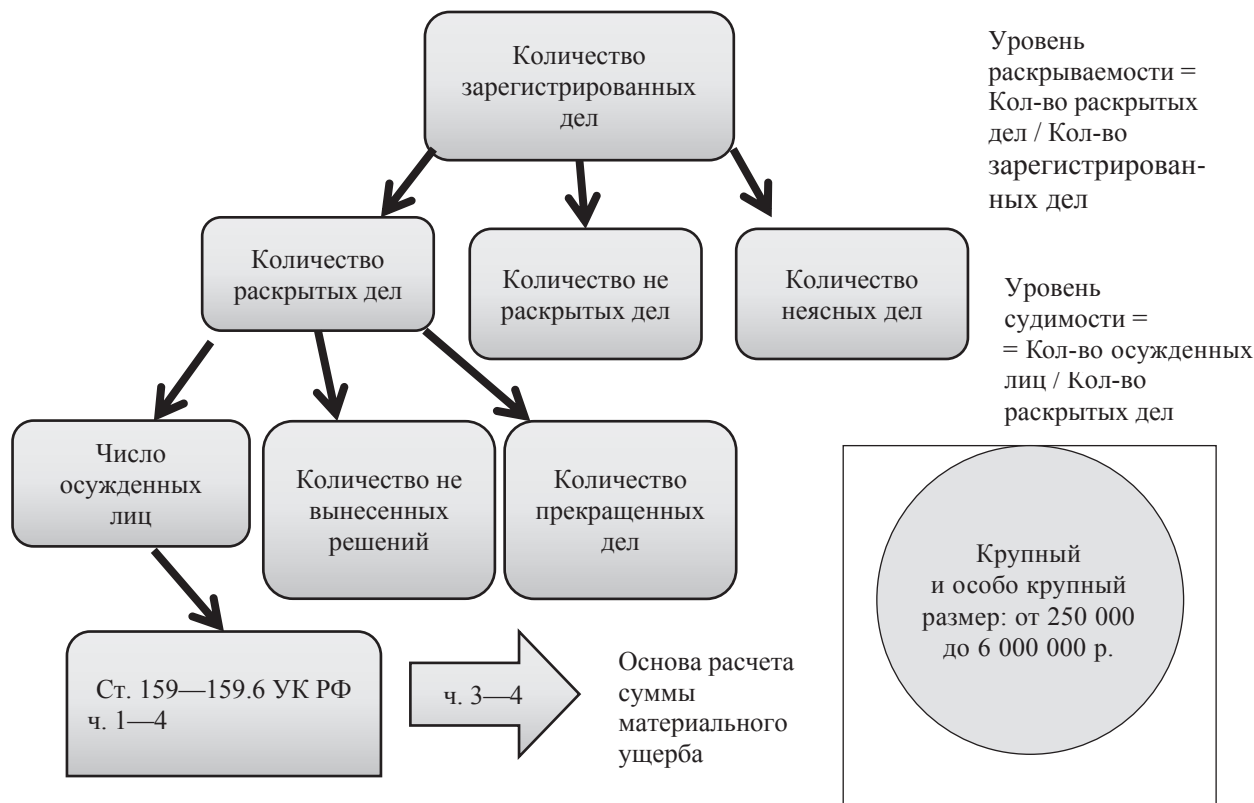 Количество
зарегистрированных
дел
Уровень
раскрываемости =
Кол-во раскрытых
дел / Кол-во
зарегистрирован-
ных дел
Количество
раскрытых дел
Количество не
раскрытых дел
Количество
неясных дел
Уровень
судимости =
= Кол-во осужденных
лиц / Кол-во
раскрытых дел
Число
осужденных
лиц
Количество не
вынесенных
решений
Количество
прекращенных
дел
Крупный
и особо крупный
размер: от 250 000
до 6 000 000 р.
Ст. 159—159.6 УК РФ
ч. 1—4
ч. 3—4
Основа расчета
суммы
материального
ущерба